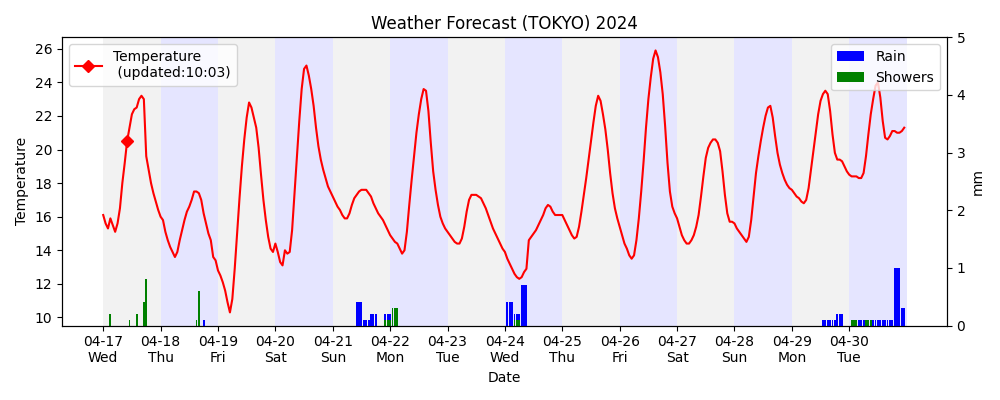 Weather Forecast (TOKYO) 2024
Temperature
(updated:10:03)
Rain
Showers
Temperature
26
24
22
20
18
16
14
12
10
5
4
3
2
1
0
mm
04-17 04-18 04-19 04-20 04-21 04-22 04-23 04-24 04-25 04-26 04-27 04-28 04-29 04-30
Wed Thu Fri Sat Sun Mon Tue Wed Thu Fri Sat Sun Mon Tue
Date